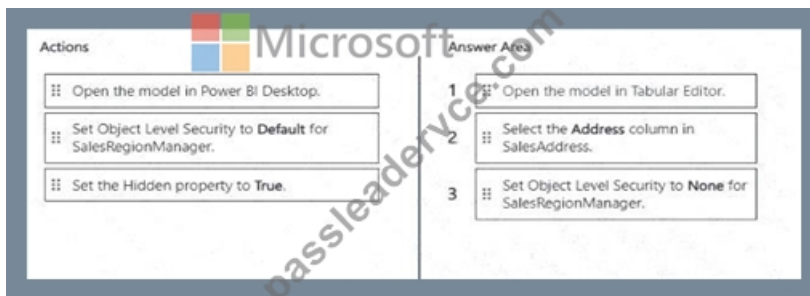 Microsoft
Actions
Open the model in Power BI Desktop.
Set Object Level Security to Default for
SalesRegionManager.
Set the Hidden property to True.
Answer Area
1 Open the model in Tabular Editor.
2 Select the Address column in
SalesAddress.
3 Set Object Level Security to None for
SalesRegionManager.
passleadervce.com